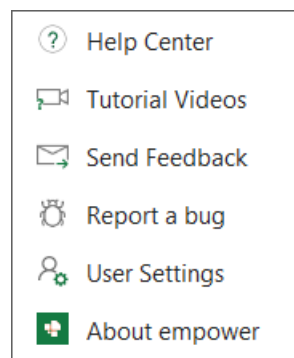 Help Center
Tutorial Videos
Send Feedback
Report a bug
User Settings
About empower